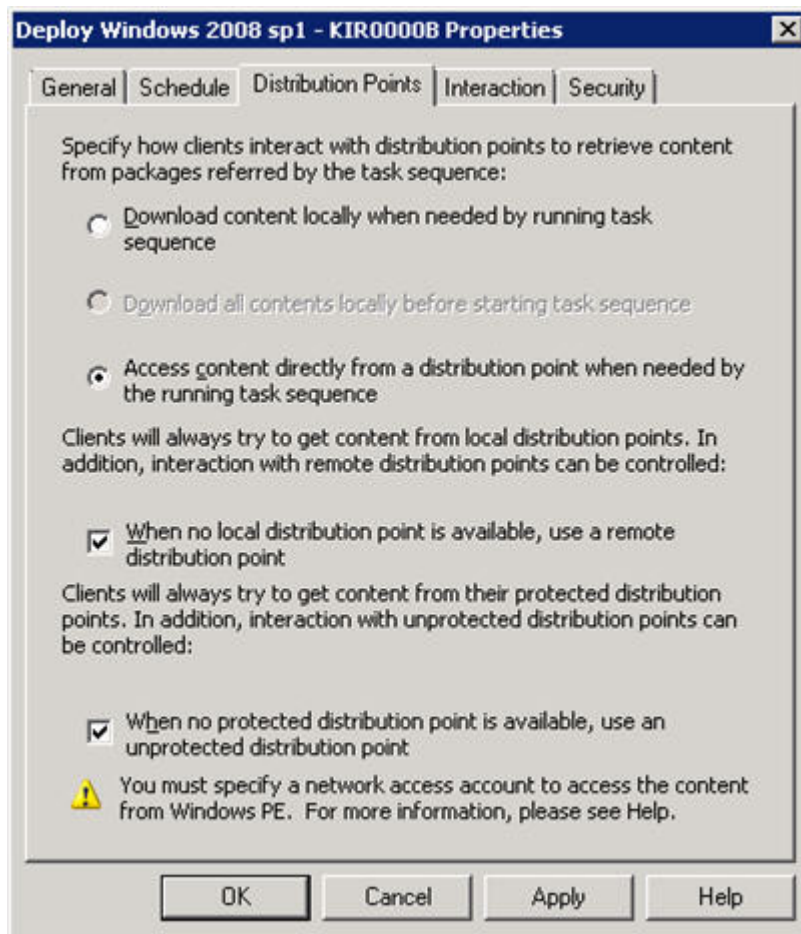 Deploy Windows 2008 sp1 - KIR0000B Properties
General
Schedule
Distribution Points
Interaction
Security
Specify how clients interact with distribution points to retrieve content
from packages referred by the task sequence:
Download content locally when needed by running task
sequence
Download all contents locally before starting task sequence
Access content directly from a distribution point when needed by
the running task sequence
Clients will always try to get content from local distribution points. In
addition, interaction with remote distribution points can be controlled:
When no local distribution point is available, use a remote
distribution point
Clients will always try to get content from their protected distribution
points. In addition, interaction with unprotected distribution points can
be controlled:
When no protected distribution point is available, use an
unprotected distribution point
You must specify a network access account to access the content
from Windows PE. For more information, please see Help.
OK
Cancel
Apply
Help